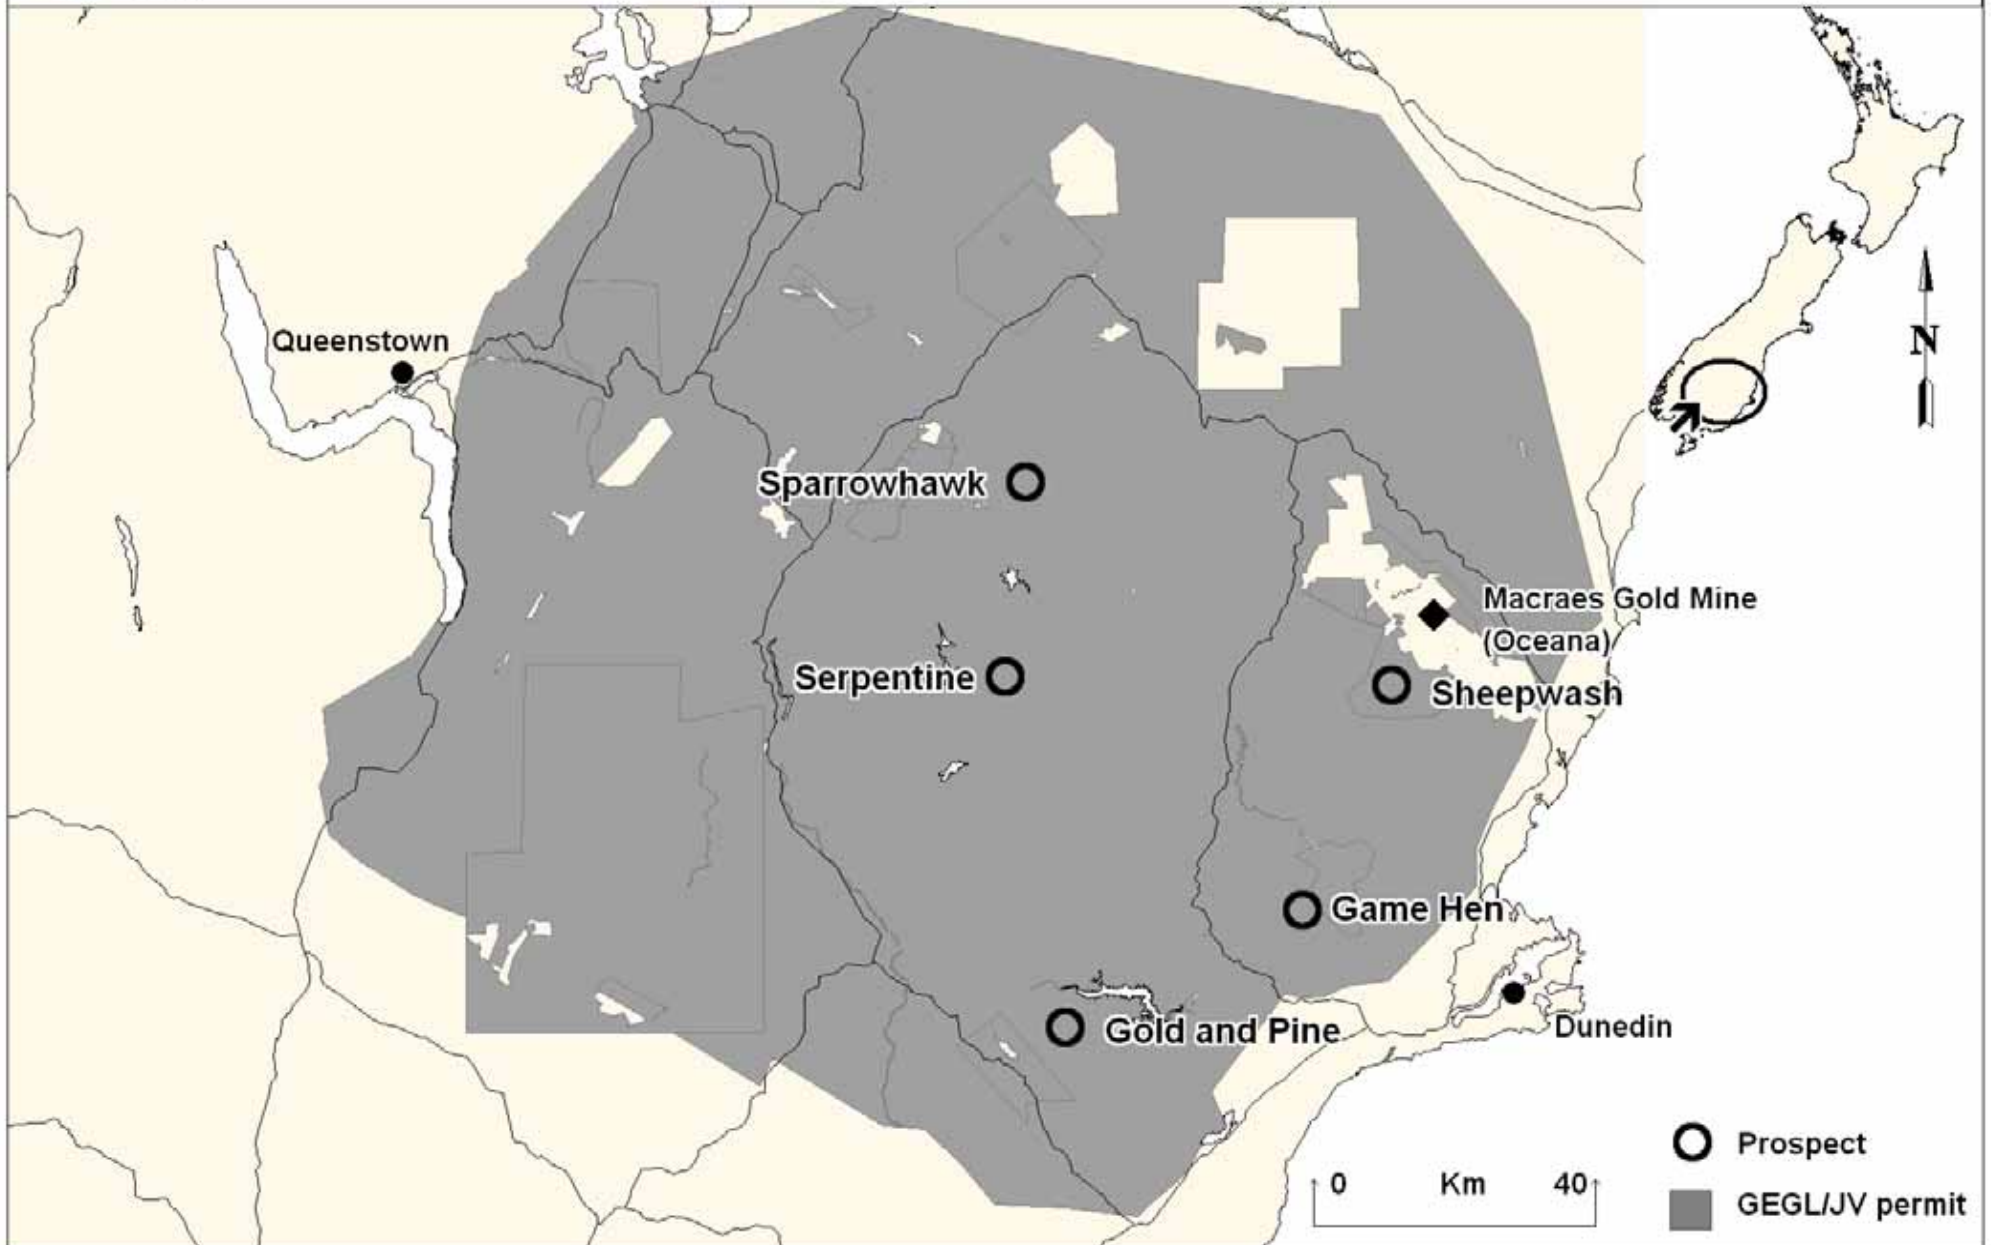 Queenstown
N
Sparrowhawk
Macraes Gold Mine
(Oceana)
Serpentine
Sheepwash
Game Hen
Gold and Pine
Dunedin
Prospect
0 Km 40
GEGL/JV permit